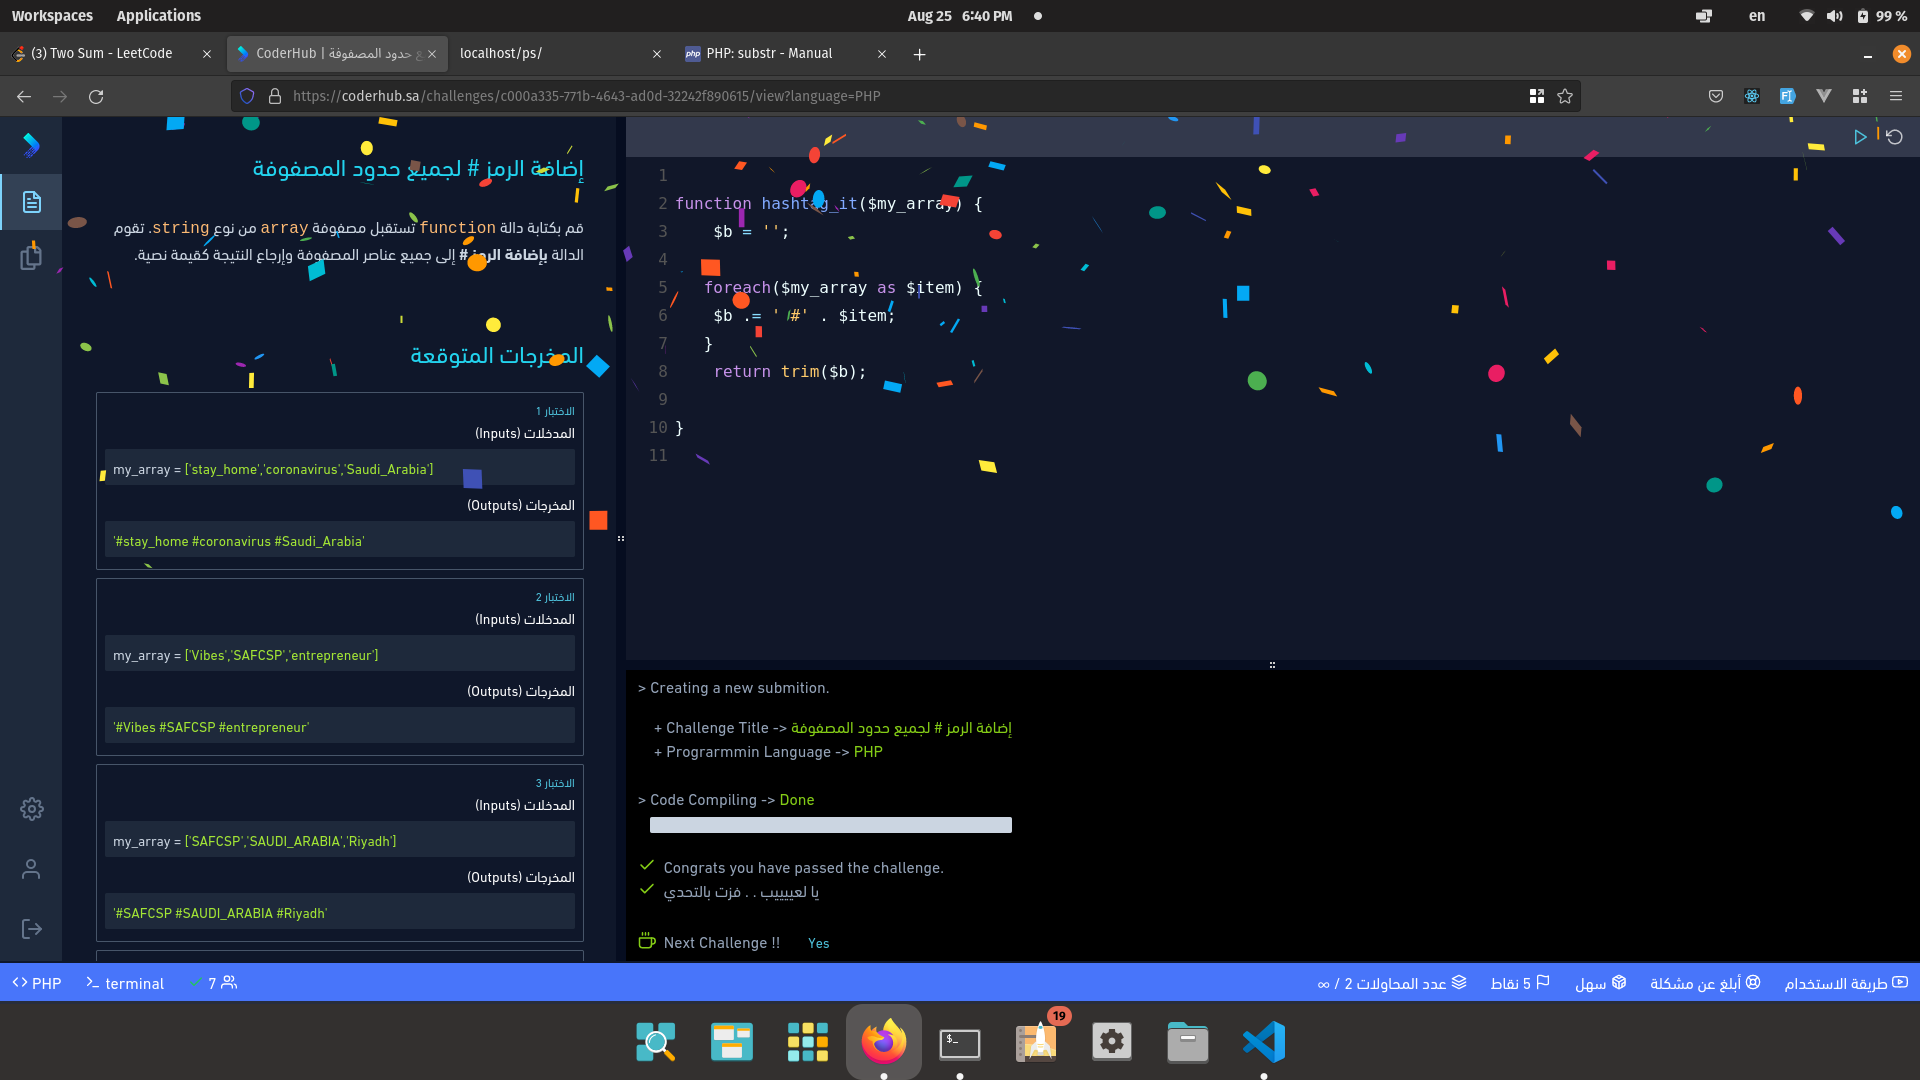 Workspaces Applications Aug 25 6:40 PM en 99 %
(3) Two Sum - LeetCode CoderHub | ع حدود المصفوفة localhost/ps/ PHP: substr - Manual
https://coderhub.sa/challenges/c000a335-771b-4643-ad0d-32242f890615/view?language=PHP
إضافة الرمز # لجميع حدود المصفوفة
قم بكتابة دالة function تستقبل مصفوفة array من نوع string. تقوم
الدالة بإضافة الرمز # إلى جميع عناصر المصفوفة وإرجاع النتيجة كقيمة نصية.
المخرجات المتوقعة
الاختبار 1
المدخلات (Inputs)
my_array = ['stay_home','coronavirus','Saudi_Arabia']
المخرجات (Outputs)
'#stay_home #coronavirus #Saudi_Arabia'
الاختبار 2
المدخلات (Inputs)
my_array = ['Vibes','SAFCSP','entrepreneur']
المخرجات (Outputs)
'#Vibes #SAFCSP #entrepreneur'
الاختبار 3
المدخلات (Inputs)
my_array = ['SAFCSP','SAUDI_ARABIA','Riyadh']
المخرجات (Outputs)
'#SAFCSP #SAUDI_ARABIA #Riyadh'
1
2 function hashtag_it($my_array) {
3 $b = '';
4
5 foreach($my_array as $item) {
6 $b .= ' #' . $item;
7 }
8 return trim($b);
9
10 }
11
> Creating a new submition.
+ Challenge Title -> إضافة الرمز # لجميع حدود المصفوفة
+ Prograrmmin Language -> PHP
> Code Compiling -> Done
Congrats you have passed the challenge.
يا لعيييييب . . فزت بالتحدي
Next Challenge !! Yes
PHP terminal 7 عدد المحاولات 2 / ∞ 5 نقاط سهل أبلغ عن مشكلة طريقة الاستخدام
$_ 19